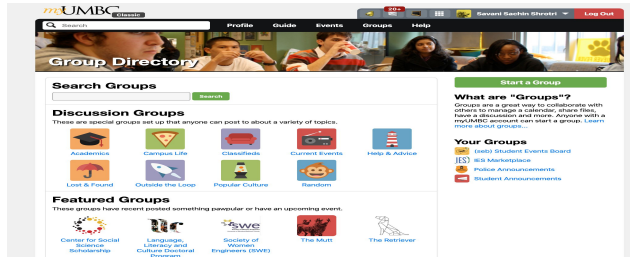 myUMBC Classic
20+
Savani Sachin Shrotri
Log Out
Search
Profile Guide Events Groups Help
Group Directory
Search Groups
Search
Discussion Groups
These are special groups set up that anyone can post to about a variety of topics.
Academics Campus Life Classifieds Current Events Help & Advice
Lost & Found Outside the Loop Popular Culture Random
Featured Groups
These groups have recent posted something pawpular or have an upcoming event.
SWE
Center for Social Science Scholarship
Language, Literacy and Culture Doctoral Program
Society of Women Engineers (SWE)
The Mutt
The Retriever
Start a Group
What are "Groups"?
Groups are a great way to collaborate with
others to manage a calendar, share files,
have a discussion and more. Anyone with a
myUMBC account can start a group. Learn
more about groups...
Your Groups
(seb) Student Events Board
IES) IES Marketplace
Police Announcements
Student Announcements